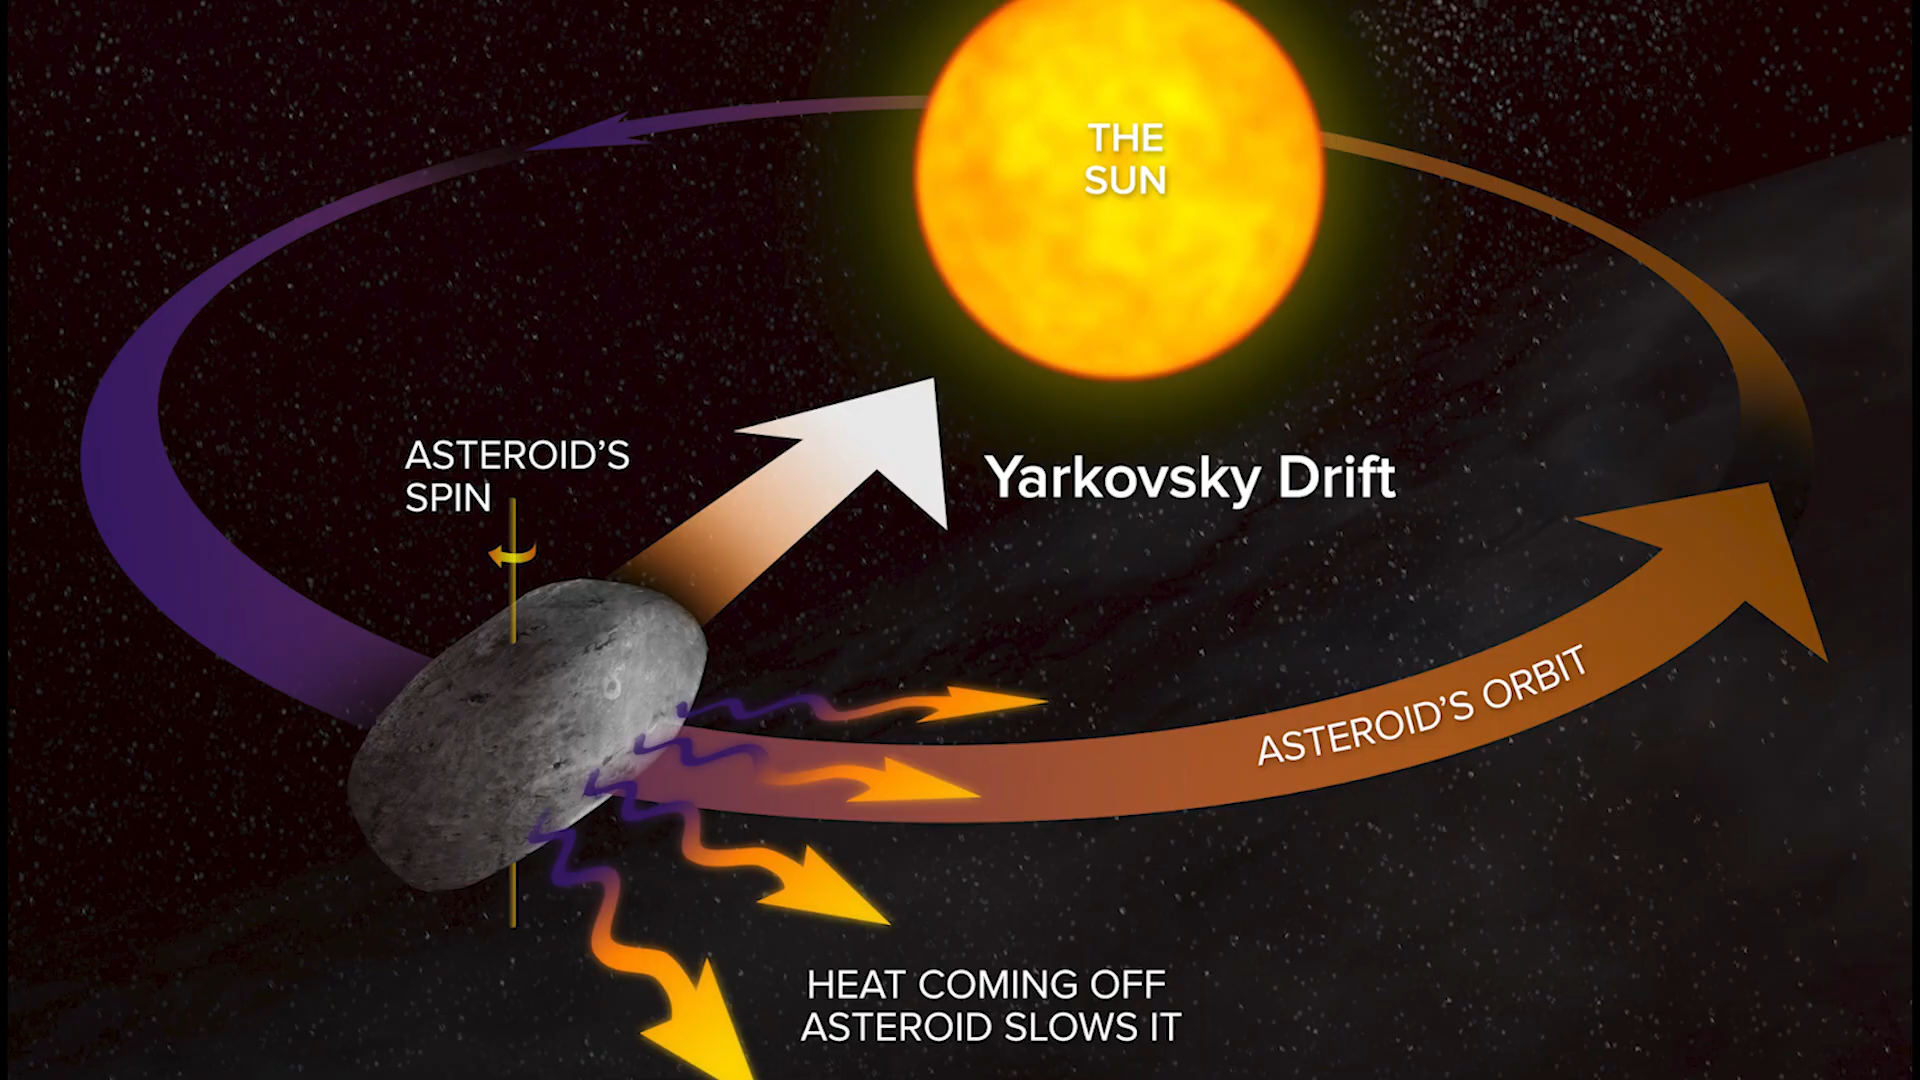 THE
SUN
ASTEROID’S
SPIN
Yarkovsky Drift
ASTEROID’S ORBIT
HEAT COMING OFF
ASTEROID SLOWS IT